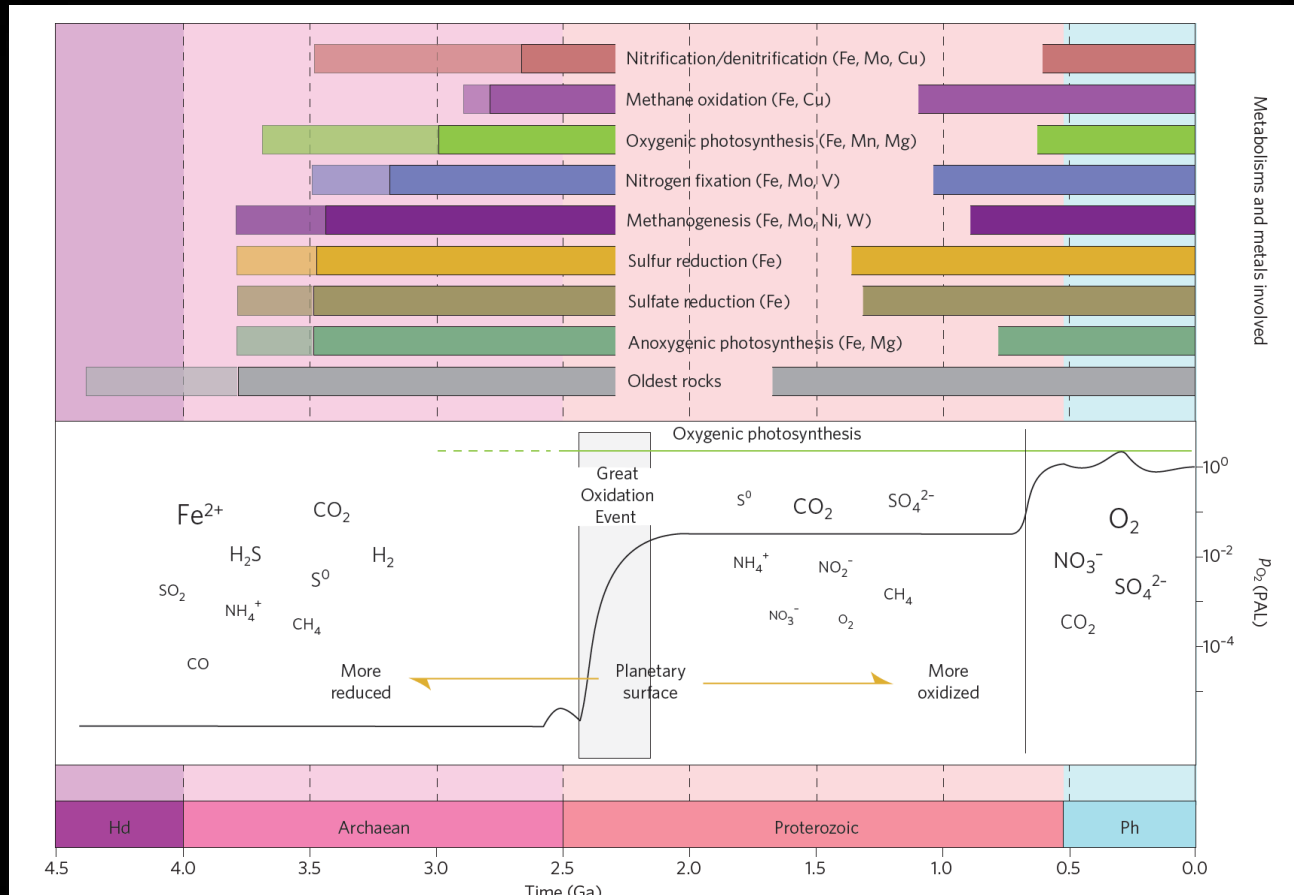 Nitrification/denitrification (Fe, Mo, Cu)
Methane oxidation (Fe, Cu)
Oxygenic photosynthesis (Fe, Mn, Mg)
Nitrogen fixation (Fe, Mo, V)
Methanogenesis (Fe, Mo, Ni, W)
Sulfur reduction (Fe)
Sulfate reduction (Fe)
Anoxygenic photosynthesis (Fe, Mg)
Oldest rocks
Metabolisms and metals involved
Oxygenic photosynthesis
Great
Oxidation
Event
Fe²⁺
CO₂
H₂S
H₂
S⁰
SO₂
NH₄⁺
CH₄
CO
More
reduced
Planetary
surface
More
oxidized
S⁰
CO₂
SO₄²⁻
NH₄⁺
NO₂⁻
CH₄
NO₃⁻
O₂
O₂
NO₃⁻
SO₄²⁻
CO₂
10⁰
10⁻²
10⁻⁴
pO₂ (PAL)
Hd
Archaean
Proterozoic
Ph
4.5 4.0 3.5 3.0 2.5 2.0 1.5 1.0 0.5 0.0
Time (Ga)